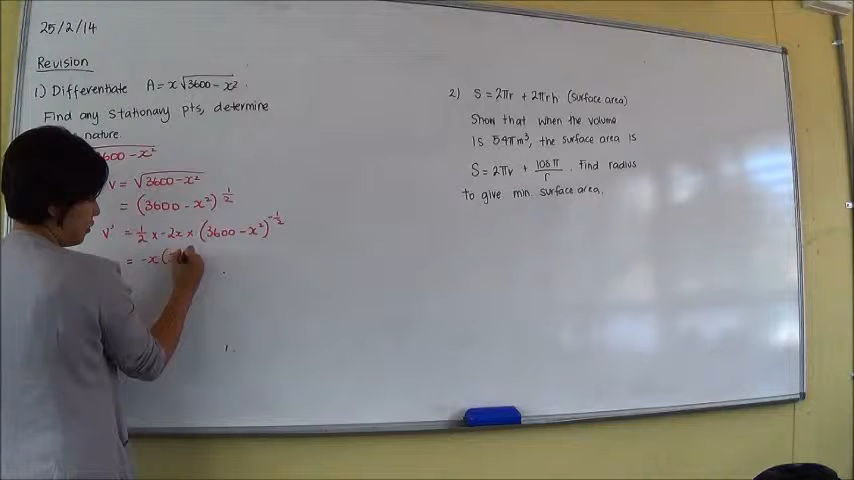 25/2/14
Revision
1) Differentiate A = x √3600 - x²
Find any stationary pts, determine
nature.
600 - x²
V = √3600 - x²
= (3600 - x²)^1/2
V' = 1/2 x -2x x (3600 - x²)^-1/2
= -x (
2) S = 2πr + 2πrh (surface area)
Show that when the volume
is 54πm³, the surface area is
S = 2πr + 108π/r . Find radius
to give min. surface area.